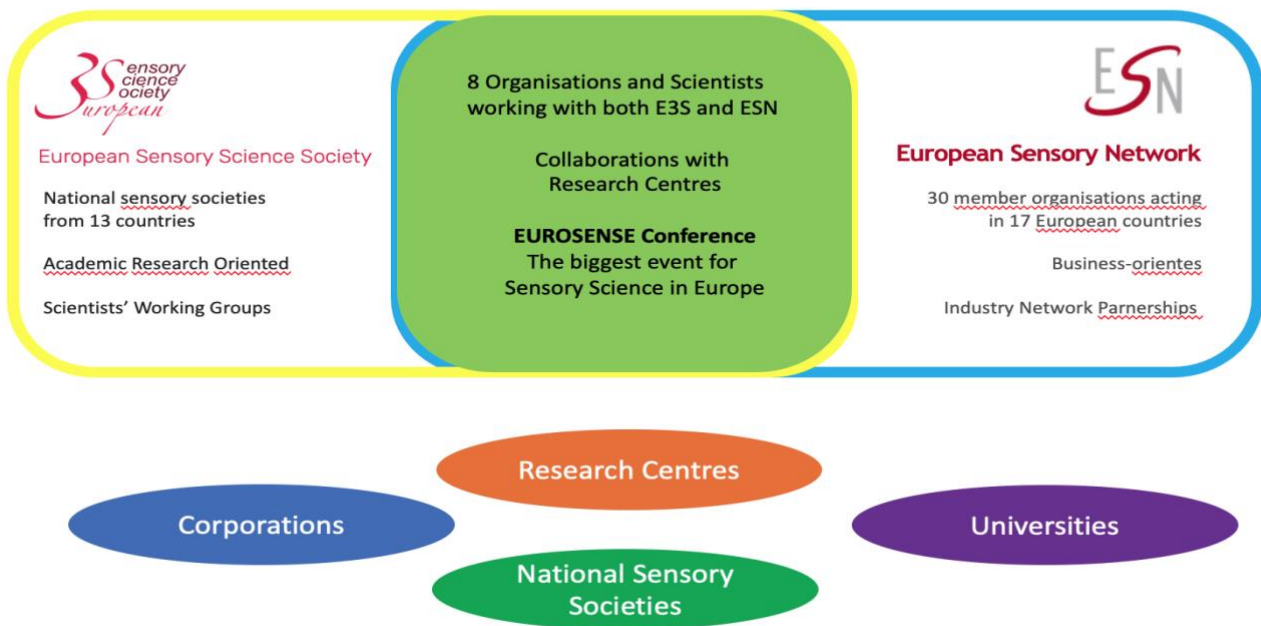 3 Sensory
Science
Society
European
European Sensory Science Society
National sensory societies
from 13 countries
Academic Research Oriented
Scientists’ Working Groups
8 Organisations and Scientists
working with both E3S and ESN
Collaborations with
Research Centres
EUROSENSE Conference
The biggest event for
Sensory Science in Europe
ESN
European Sensory Network
30 member organisations acting
in 17 European countries
Business-orientes
Industry Network Parnerships
Research Centres
Corporations
Universities
National Sensory
Societies